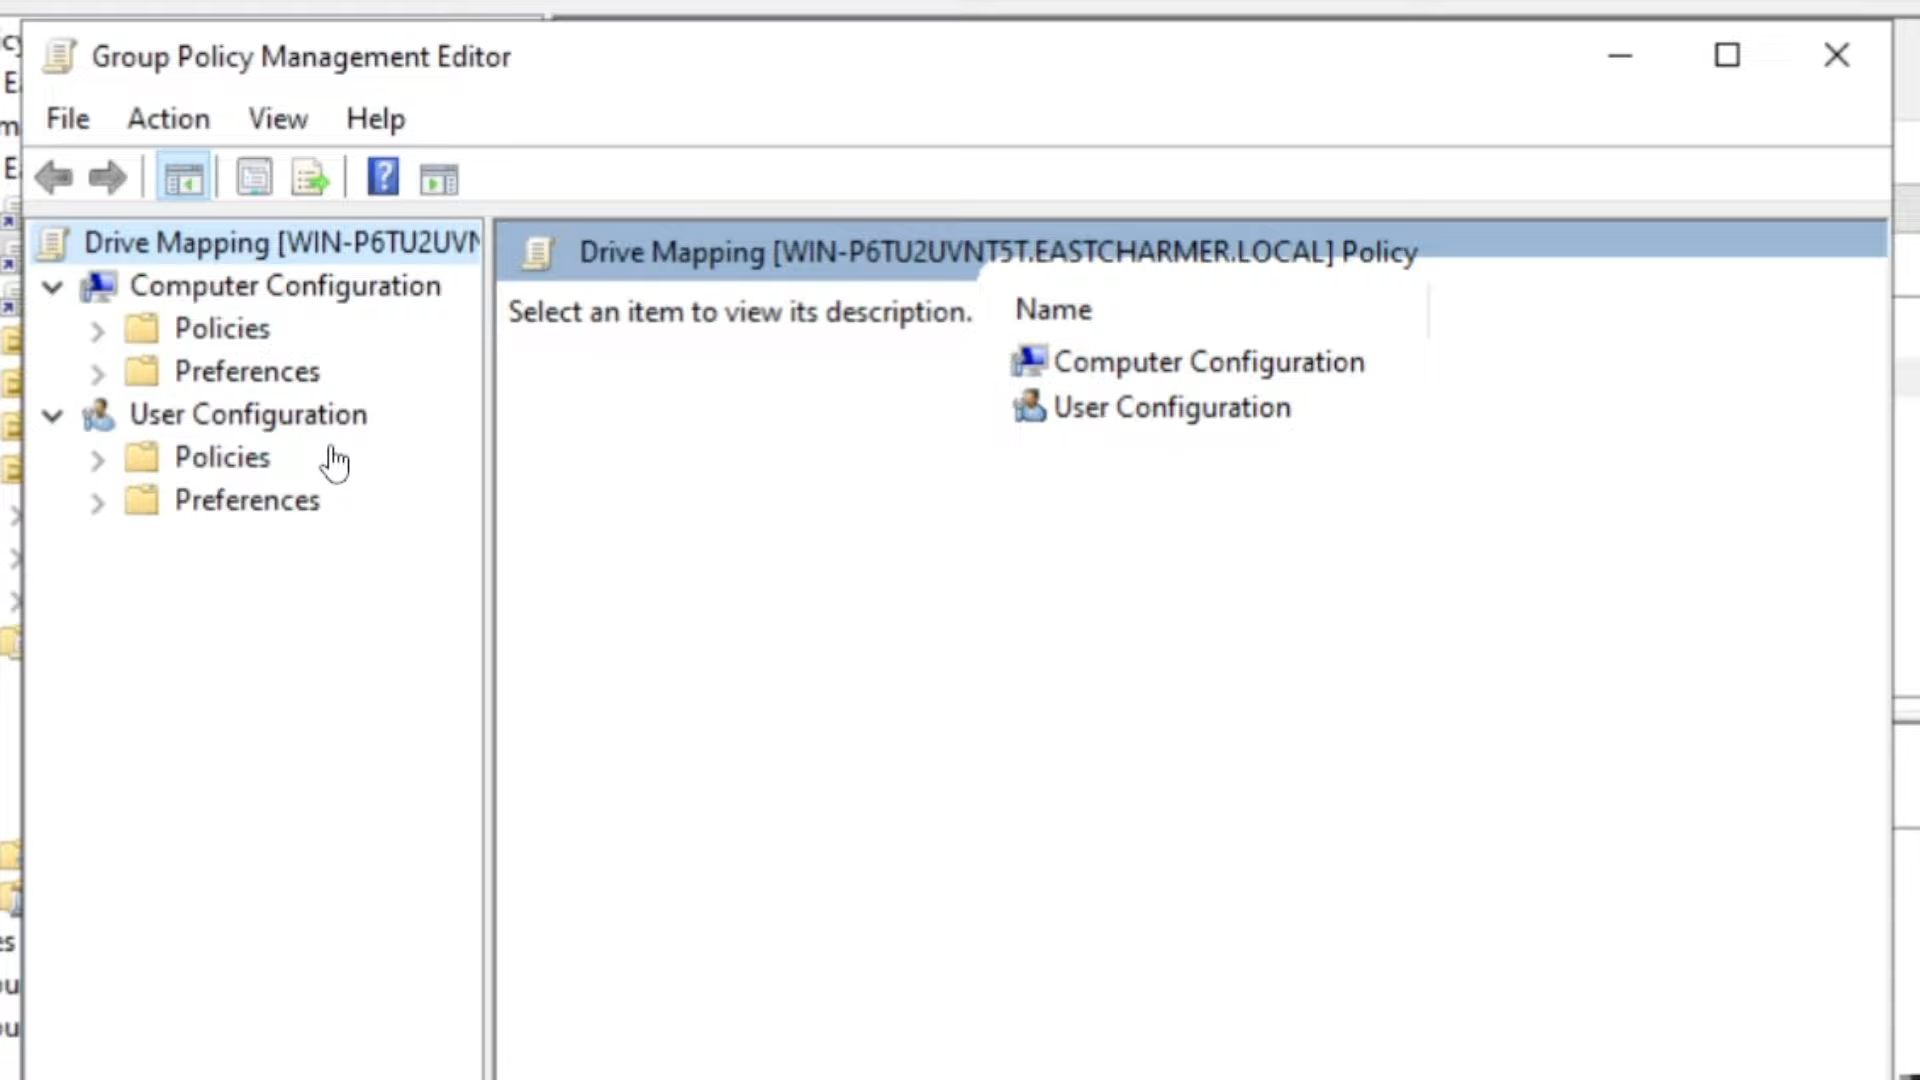 Group Policy Management Editor
File Action View Help
Drive Mapping [WIN-P6TU2UVN
Computer Configuration
Policies
Preferences
User Configuration
Policies
Preferences
Drive Mapping [WIN-P6TU2UVNT5T.EASTCHARMER.LOCAL] Policy
Select an item to view its description.
Name
Computer Configuration
User Configuration